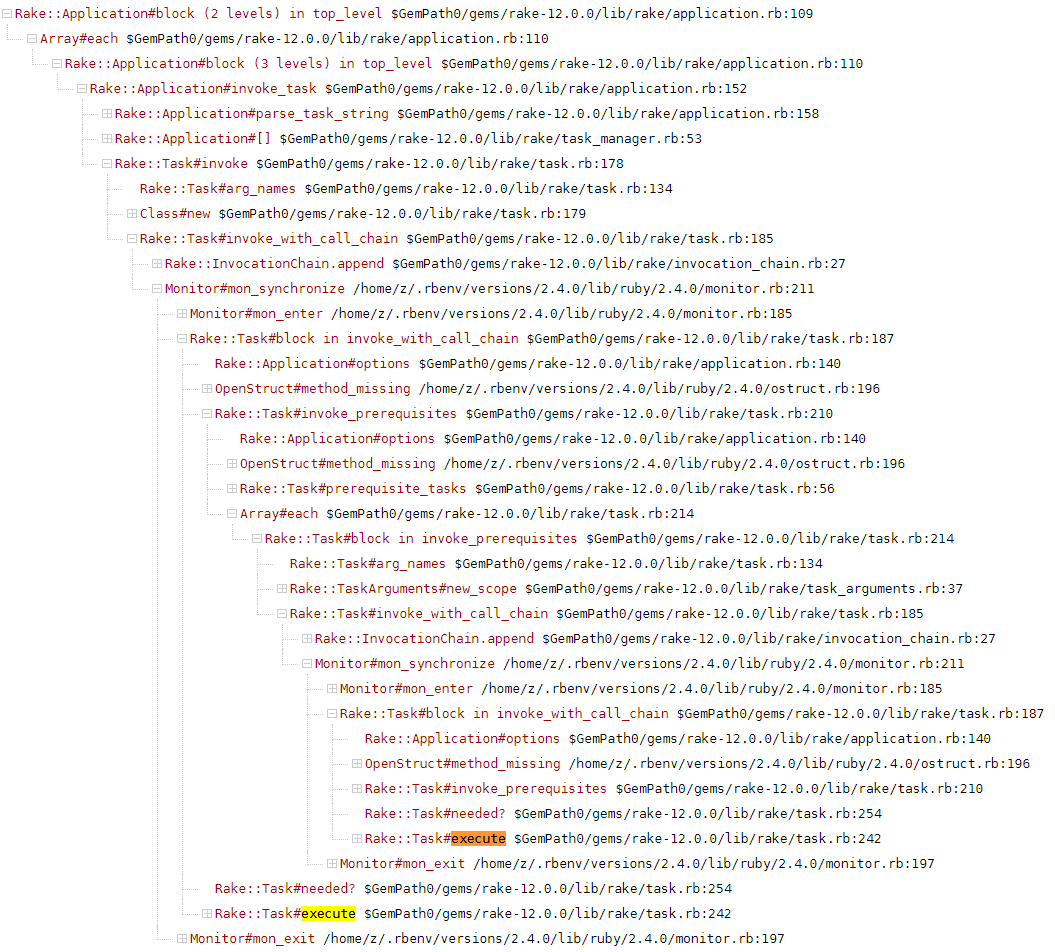 Rake::Application#block (2 levels) in top_level $GemPath0/gems/rake-12.0.0/lib/rake/application.rb:109
Array#each $GemPath0/gems/rake-12.0.0/lib/rake/application.rb:110
Rake::Application#block (3 levels) in top_level $GemPath0/gems/rake-12.0.0/lib/rake/application.rb:110
Rake::Application#invoke_task $GemPath0/gems/rake-12.0.0/lib/rake/application.rb:152
Rake::Application#parse_task_string $GemPath0/gems/rake-12.0.0/lib/rake/application.rb:158
Rake::Application#[] $GemPath0/gems/rake-12.0.0/lib/rake/task_manager.rb:53
Rake::Task#invoke $GemPath0/gems/rake-12.0.0/lib/rake/task.rb:178
Rake::Task#arg_names $GemPath0/gems/rake-12.0.0/lib/rake/task.rb:134
Class#new $GemPath0/gems/rake-12.0.0/lib/rake/task.rb:179
Rake::Task#invoke_with_call_chain $GemPath0/gems/rake-12.0.0/lib/rake/task.rb:185
Rake::InvocationChain.append $GemPath0/gems/rake-12.0.0/lib/rake/invocation_chain.rb:27
Monitor#mon_synchronize /home/z/.rbenv/versions/2.4.0/lib/ruby/2.4.0/monitor.rb:211
Monitor#mon_enter /home/z/.rbenv/versions/2.4.0/lib/ruby/2.4.0/monitor.rb:185
Rake::Task#block in invoke_with_call_chain $GemPath0/gems/rake-12.0.0/lib/rake/task.rb:187
Rake::Application#options $GemPath0/gems/rake-12.0.0/lib/rake/application.rb:140
OpenStruct#method_missing /home/z/.rbenv/versions/2.4.0/lib/ruby/2.4.0/ostruct.rb:196
Rake::Task#invoke_prerequisites $GemPath0/gems/rake-12.0.0/lib/rake/task.rb:210
Rake::Application#options $GemPath0/gems/rake-12.0.0/lib/rake/application.rb:140
OpenStruct#method_missing /home/z/.rbenv/versions/2.4.0/lib/ruby/2.4.0/ostruct.rb:196
Rake::Task#prerequisite_tasks $GemPath0/gems/rake-12.0.0/lib/rake/task.rb:56
Array#each $GemPath0/gems/rake-12.0.0/lib/rake/task.rb:214
Rake::Task#block in invoke_prerequisites $GemPath0/gems/rake-12.0.0/lib/rake/task.rb:214
Rake::Task#arg_names $GemPath0/gems/rake-12.0.0/lib/rake/task.rb:134
Rake::TaskArguments#new_scope $GemPath0/gems/rake-12.0.0/lib/rake/task_arguments.rb:37
Rake::Task#invoke_with_call_chain $GemPath0/gems/rake-12.0.0/lib/rake/task.rb:185
Rake::InvocationChain.append $GemPath0/gems/rake-12.0.0/lib/rake/invocation_chain.rb:27
Monitor#mon_synchronize /home/z/.rbenv/versions/2.4.0/lib/ruby/2.4.0/monitor.rb:211
Monitor#mon_enter /home/z/.rbenv/versions/2.4.0/lib/ruby/2.4.0/monitor.rb:185
Rake::Task#block in invoke_with_call_chain $GemPath0/gems/rake-12.0.0/lib/rake/task.rb:187
Rake::Application#options $GemPath0/gems/rake-12.0.0/lib/rake/application.rb:140
OpenStruct#method_missing /home/z/.rbenv/versions/2.4.0/lib/ruby/2.4.0/ostruct.rb:196
Rake::Task#invoke_prerequisites $GemPath0/gems/rake-12.0.0/lib/rake/task.rb:210
Rake::Task#needed? $GemPath0/gems/rake-12.0.0/lib/rake/task.rb:254
Rake::Task#execute $GemPath0/gems/rake-12.0.0/lib/rake/task.rb:242
Monitor#mon_exit /home/z/.rbenv/versions/2.4.0/lib/ruby/2.4.0/monitor.rb:197
Rake::Task#needed? $GemPath0/gems/rake-12.0.0/lib/rake/task.rb:254
Rake::Task#execute $GemPath0/gems/rake-12.0.0/lib/rake/task.rb:242
Monitor#mon_exit /home/z/.rbenv/versions/2.4.0/lib/ruby/2.4.0/monitor.rb:197